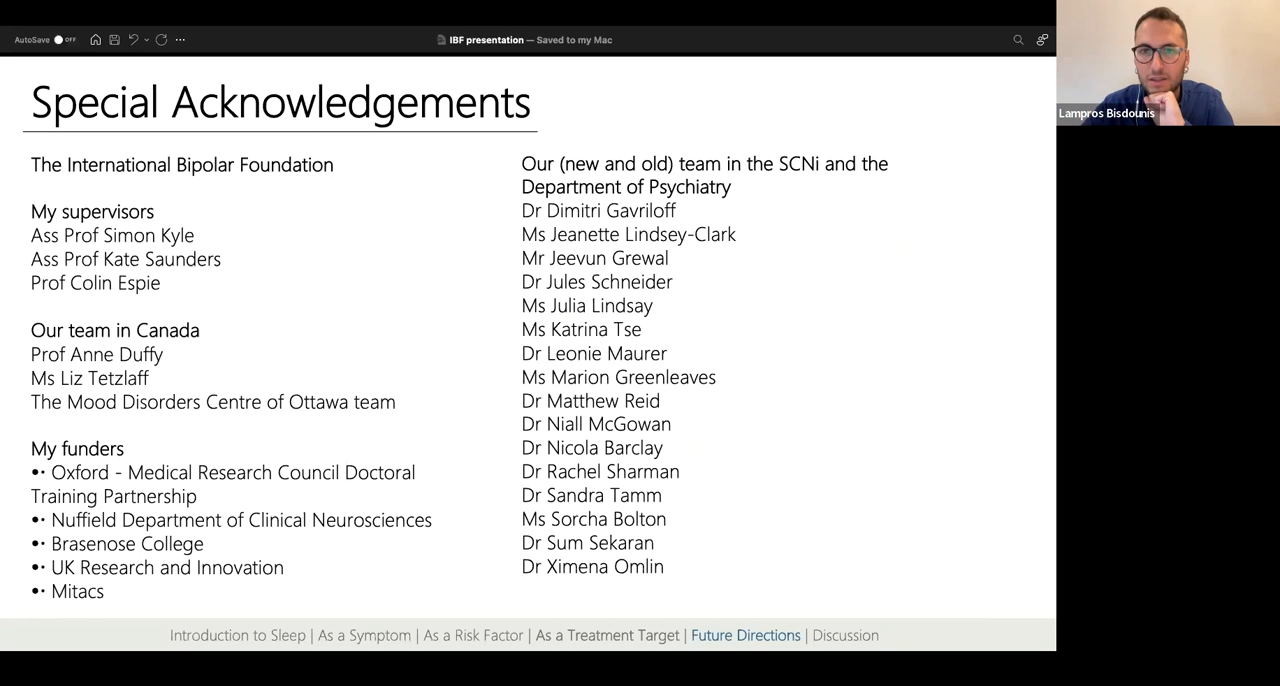 AutoSave OFF
IBF presentation — Saved to my Mac
Special Acknowledgements
The International Bipolar Foundation
My supervisors
Ass Prof Simon Kyle
Ass Prof Kate Saunders
Prof Colin Espie
Our team in Canada
Prof Anne Duffy
Ms Liz Tetzlaff
The Mood Disorders Centre of Ottawa team
My funders
•· Oxford - Medical Research Council Doctoral
Training Partnership
•· Nuffield Department of Clinical Neurosciences
•· Brasenose College
•· UK Research and Innovation
•· Mitacs
Our (new and old) team in the SCNi and the
Department of Psychiatry
Dr Dimitri Gavriloff
Ms Jeanette Lindsey-Clark
Mr Jeevun Grewal
Dr Jules Schneider
Ms Julia Lindsay
Ms Katrina Tse
Dr Leonie Maurer
Ms Marion Greenleaves
Dr Matthew Reid
Dr Niall McGowan
Dr Nicola Barclay
Dr Rachel Sharman
Dr Sandra Tamm
Ms Sorcha Bolton
Dr Sum Sekaran
Dr Ximena Omlin
Introduction to Sleep | As a Symptom | As a Risk Factor | As a Treatment Target | Future Directions | Discussion
Lampros Bisdounis